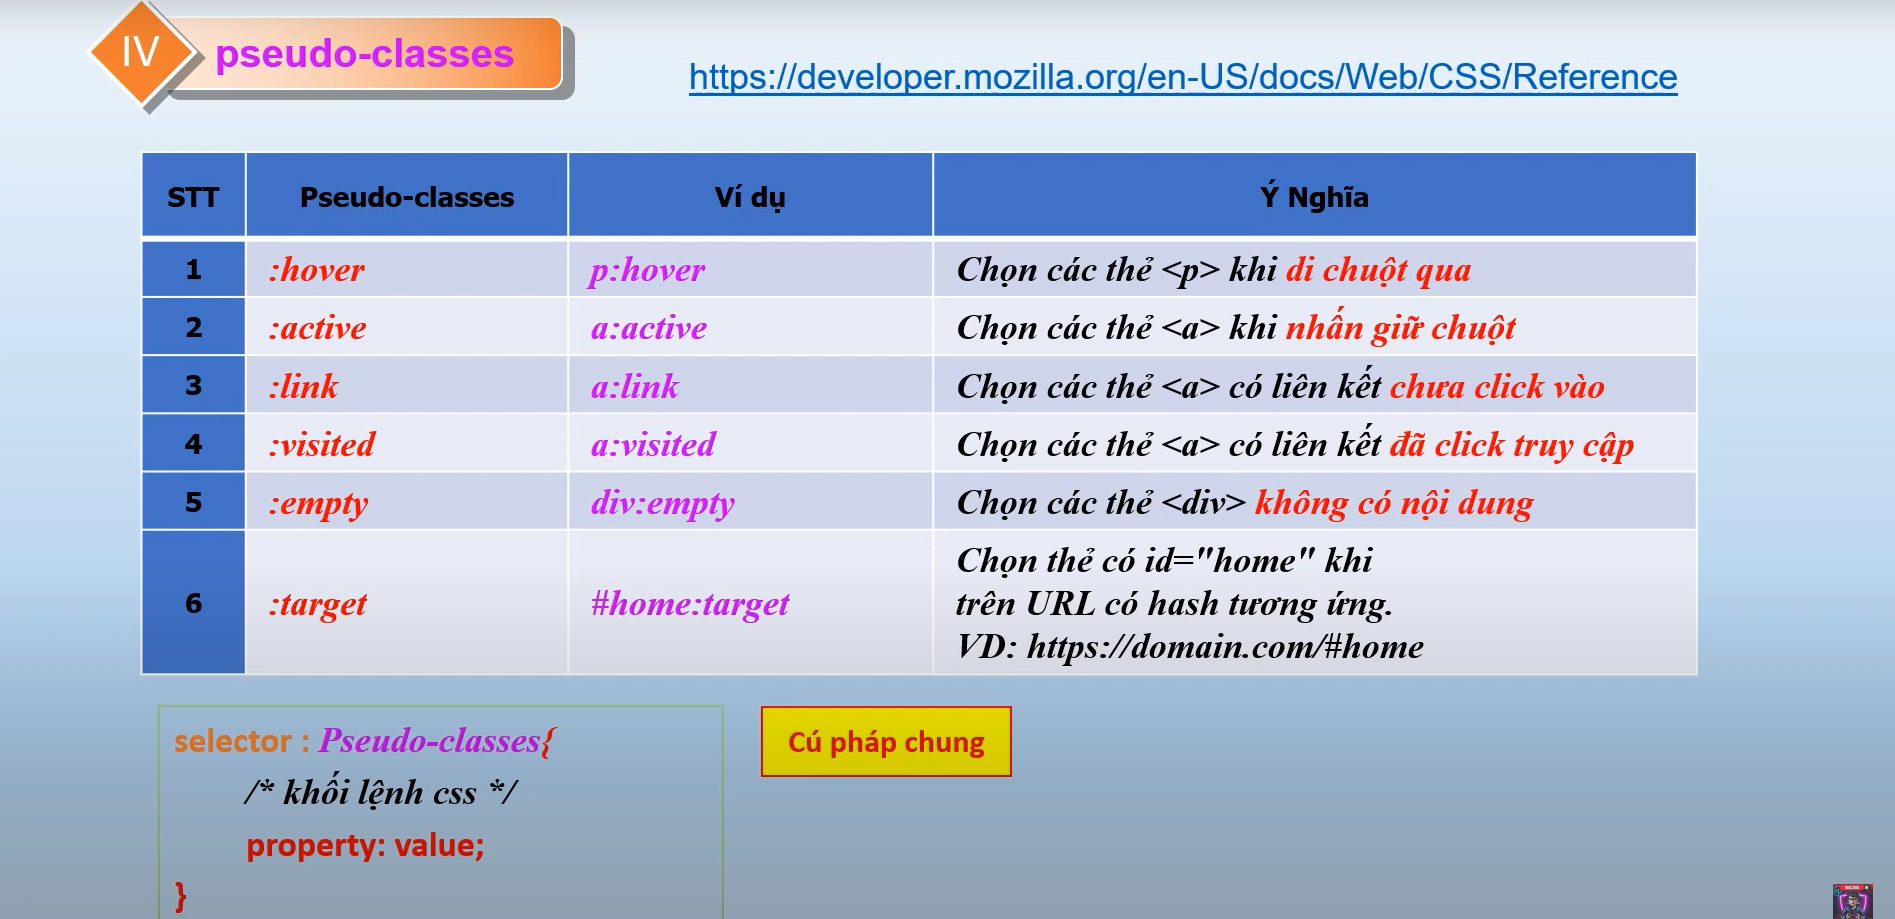 IV
pseudo-classes
https://developer.mozilla.org/en-US/docs/Web/CSS/Reference
STT Pseudo-classes Ví dụ Ý Nghĩa
1 :hover p:hover Chọn các thẻ <p> khi di chuột qua
2 :active a:active Chọn các thẻ <a> khi nhấn giữ chuột
3 :link a:link Chọn các thẻ <a> có liên kết chưa click vào
4 :visited a:visited Chọn các thẻ <a> có liên kết đã click truy cập
5 :empty div:empty Chọn các thẻ <div> không có nội dung
6 :target #home:target Chọn thẻ có id="home" khi
trên URL có hash tương ứng.
VD: https://domain.com/#home
selector : Pseudo-classes{
/* khối lệnh css */
property: value;
}
Cú pháp chung